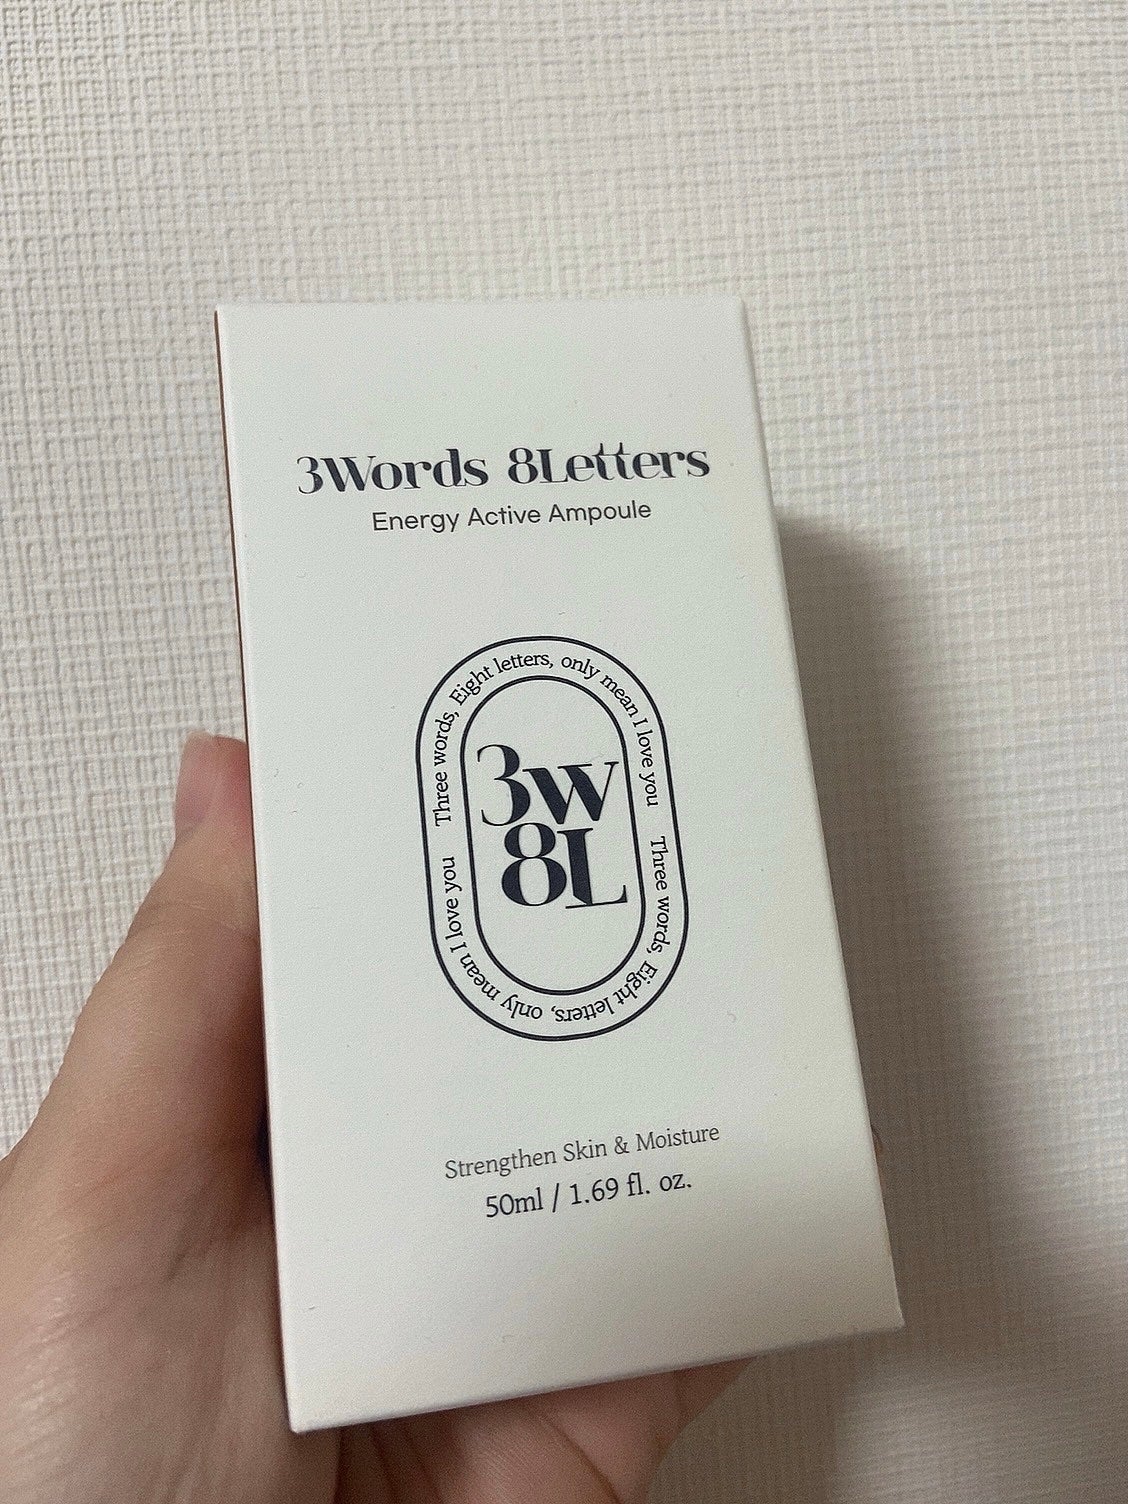 3Words 8Letters
Energy Active Ampoule
Three words, Eight letters, only mean I love you
Three words, Eight letters, only mean I love you
3W
8L
Strengthen Skin & Moisture
50ml / 1.69 fl. oz.